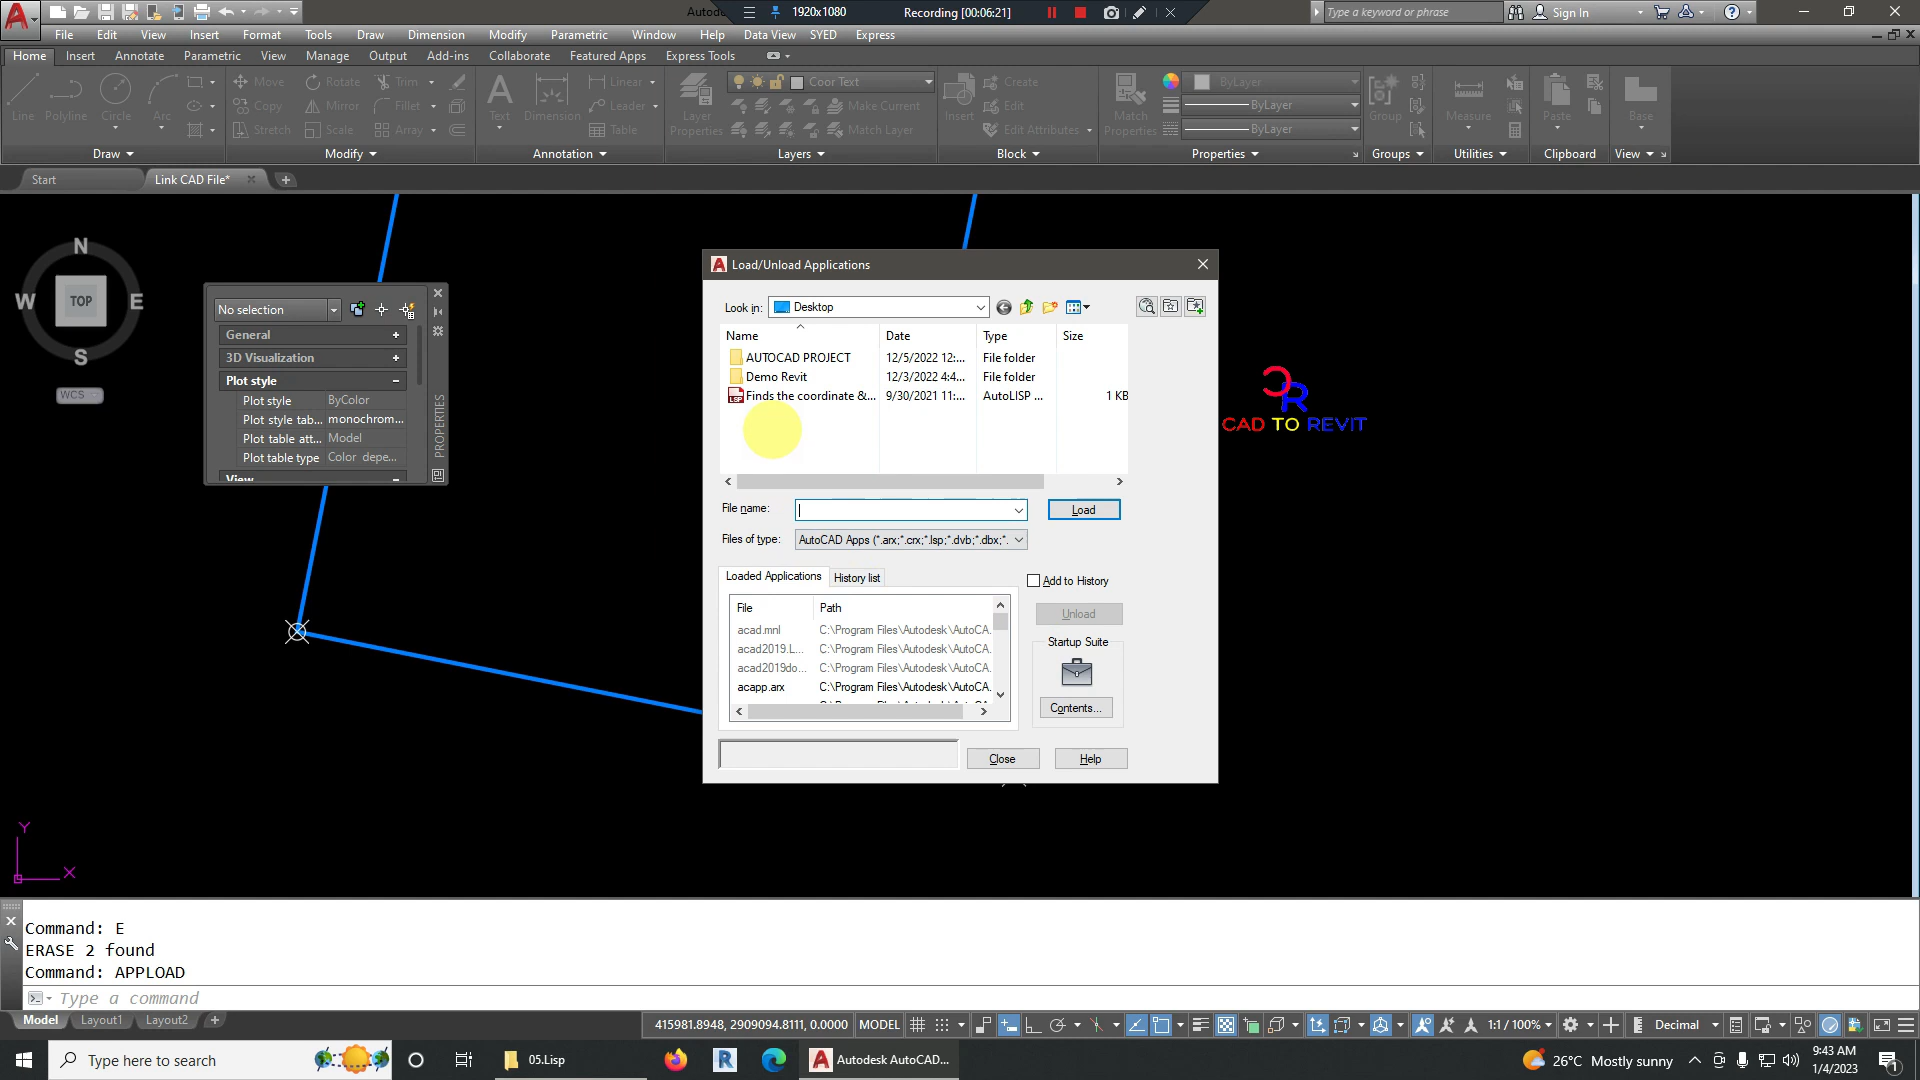 Autode
1920x1080
Recording [00:06:21]
Type a keyword or phrase
Sign In
File Edit View Insert Format Tools Draw Dimension Modify Parametric Window Help Data View SYED Express
Home Insert Annotate Parametric View Manage Output Add-ins Collaborate Featured Apps Express Tools
Line Polyline Circle Arc
Move Rotate Trim
Copy Mirror Fillet
Stretch Scale Array
Text Dimension
Linear
Leader
Table
Layer Properties
Coor Text
Make Current
Match Layer
Insert
Create
Edit
Edit Attributes
Match Properties
ByLayer
ByLayer
ByLayer
Group
Measure
Paste
Base
Draw Modify Annotation Layers Block Properties Groups Utilities Clipboard View
Start
Link CAD File*
N
W TOP E
S
WCS
No selection
General
3D Visualization
Plot style
Plot style ByColor
Plot style tab... monochrom...
Plot table att... Model
Plot table type Color depe...
View
PROPERTIES
Load/Unload Applications
Look in: Desktop
Name Date Type Size
AUTOCAD PROJECT 12/5/2022 12:... File folder
Demo Revit 12/3/2022 4:4... File folder
LSP Finds the coordinate &... 9/30/2021 11:... AutoLISP ... 1 KB
File name: Load
Files of type: AutoCAD Apps (*.arx;*.crx;*.lsp;*.dvb;*.dbx;*.
Loaded Applications History list
Add to History
File Path
acad.mnl C:\Program Files\Autodesk\AutoCA.
acad2019.L... C:\Program Files\Autodesk\AutoCA.
acad2019do... C:\Program Files\Autodesk\AutoCA.
acapp.arx C:\Program Files\Autodesk\AutoCA.
Unload
Startup Suite
Contents...
Close Help
CAD TO REVIT
Y
X
Command: E
ERASE 2 found
Command: APPLOAD
Type a command
Model Layout1 Layout2
415981.8948, 2909094.8111, 0.0000 MODEL 1:1 / 100% Decimal
Type here to search
05.Lisp
Autodesk AutoCAD...
26°C Mostly sunny
9:43 AM
1/4/2023
1